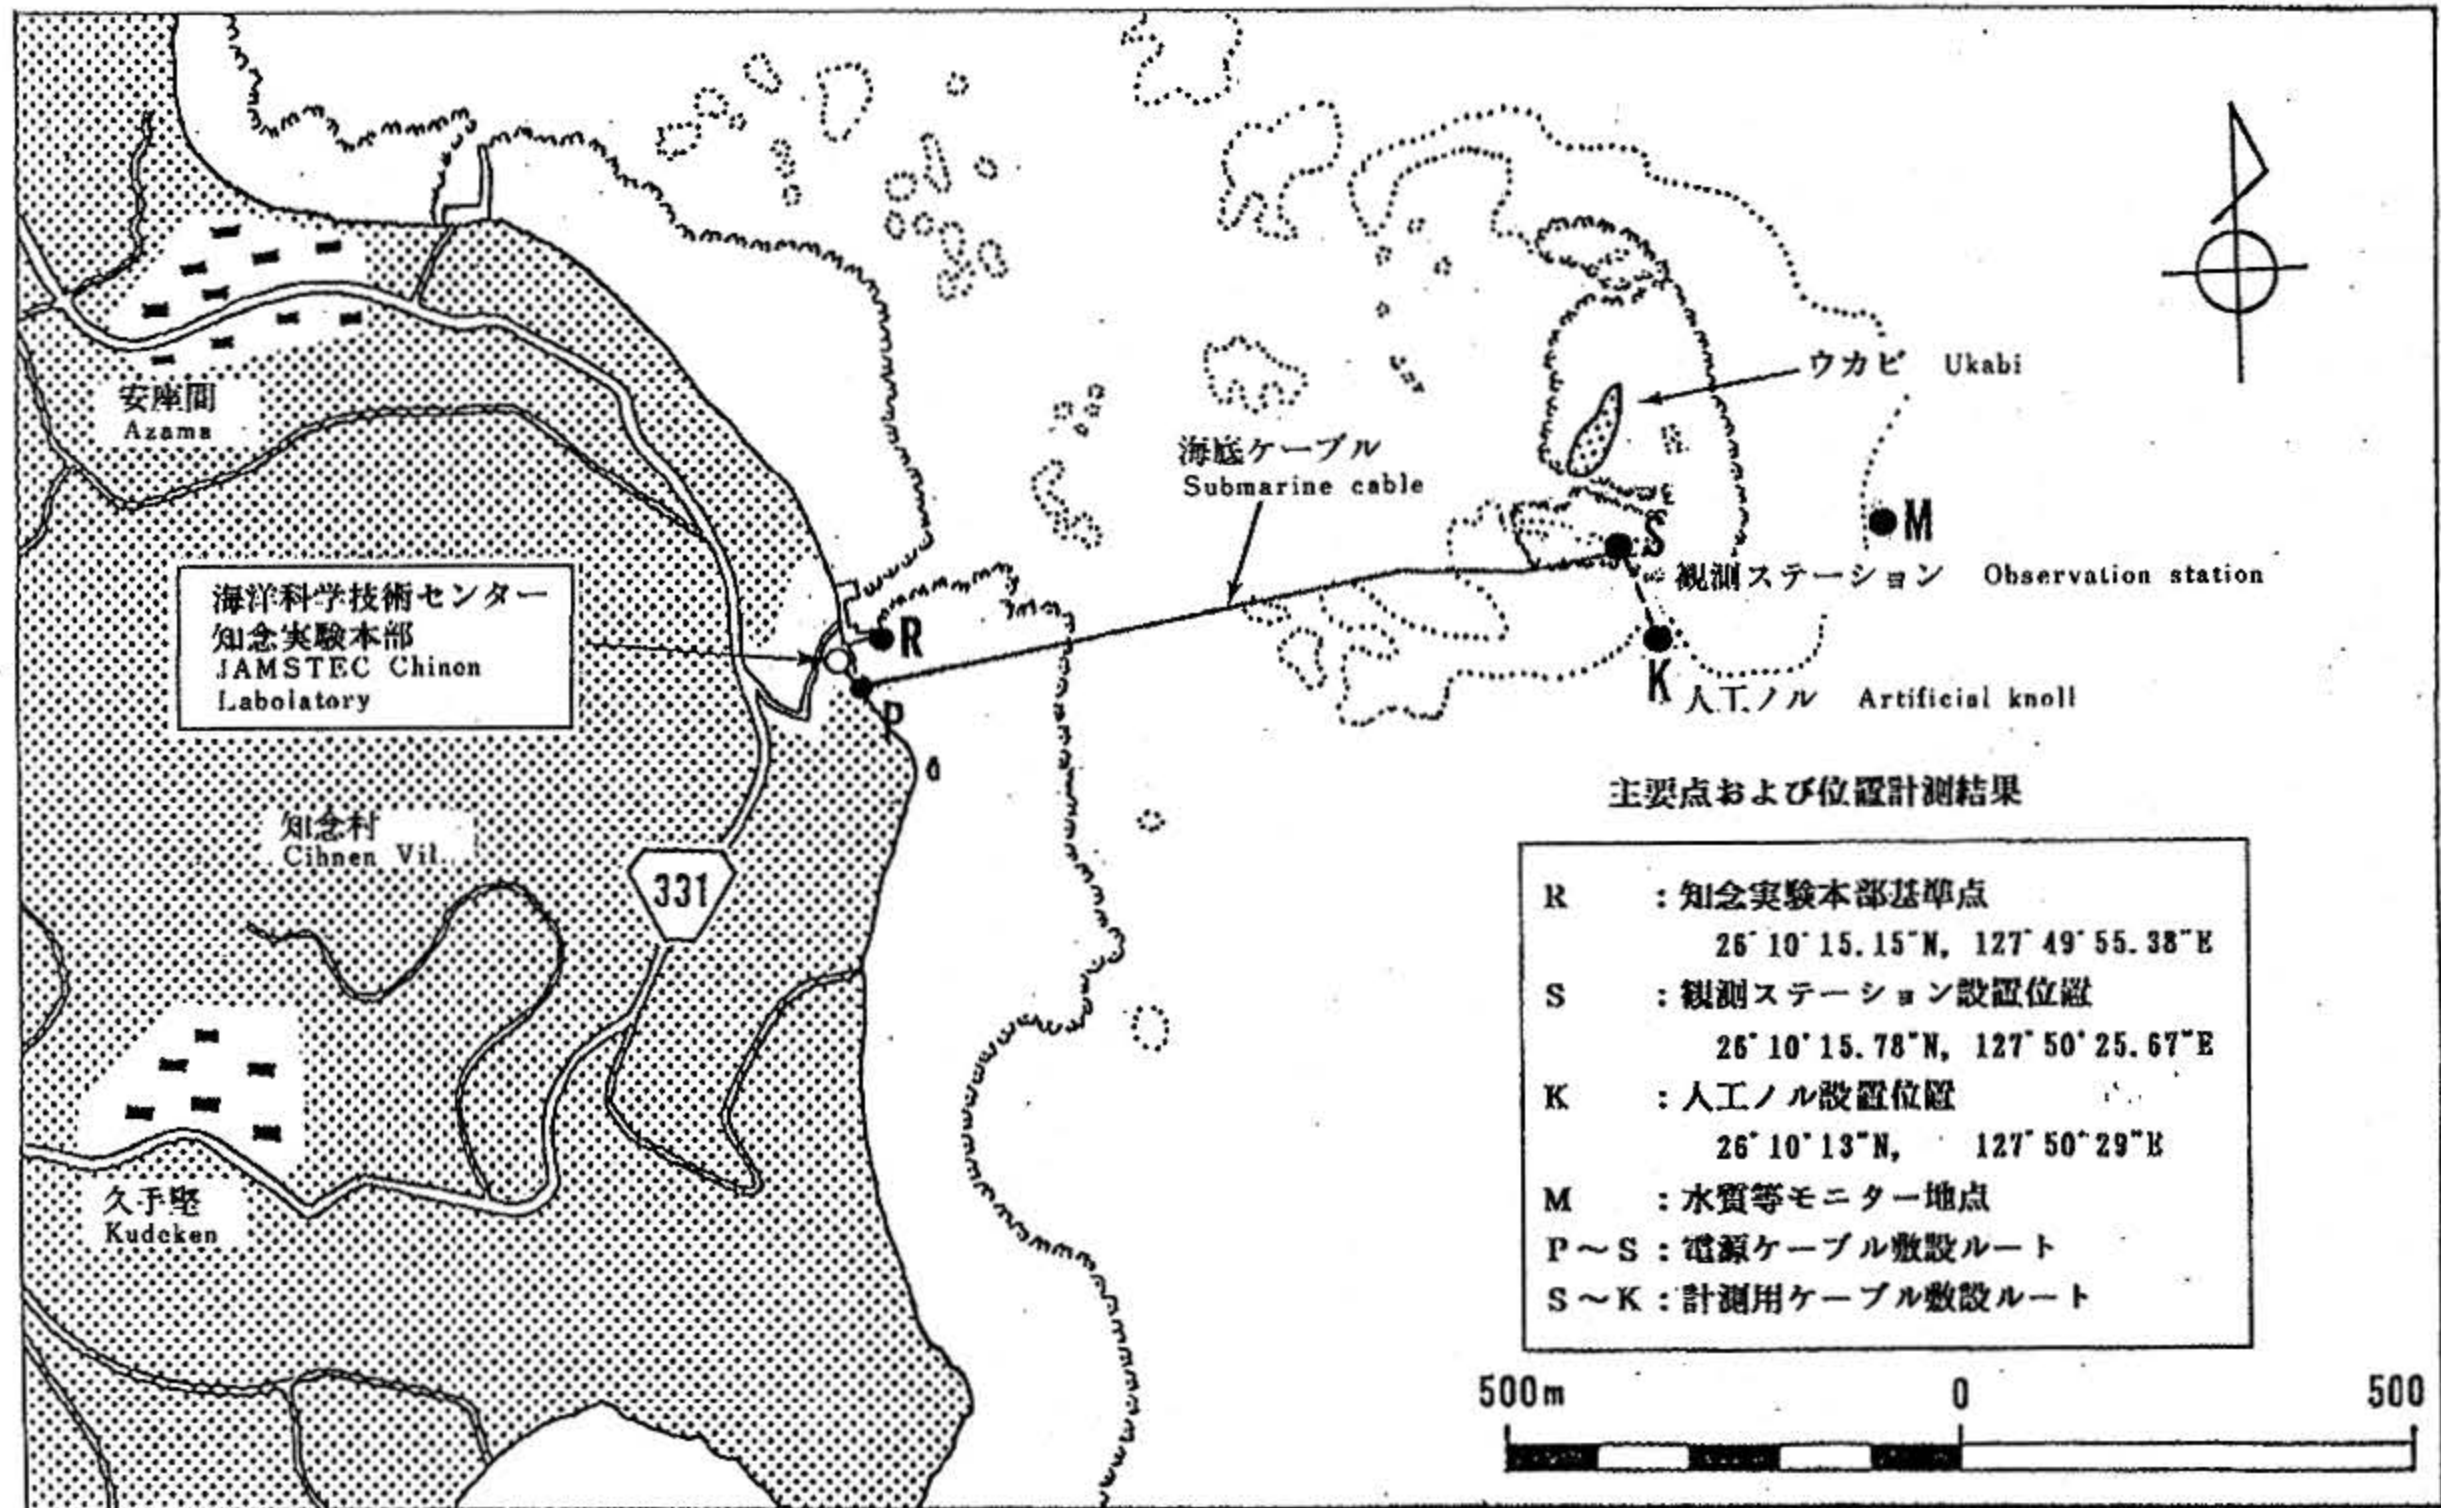 ウカビ Ukabi
安座間
Azama
海底ケーブル
Submarine cable
M
S
観測ステーション Observation station
海洋科学技術センター
知念実験本部
JAMSTEC Chinen
Labolatory
R
K
人工ノル Artificial knoll
P
主要点および位置計測結果
知念村
Cihnen Vil.
331
R : 知念実験本部基準点
26°10'15.15"N, 127°49'55.38"E
S : 観測ステーション設置位置
26°10'15.78"N, 127°50'25.67"E
K : 人工ノル設置位置
26°10'13"N, 127°50'29"E
M : 水質等モニター地点
P~S : 電源ケーブル敷設ルート
S~K : 計測用ケーブル敷設ルート
久手堅
Kudeken
500m 0 500